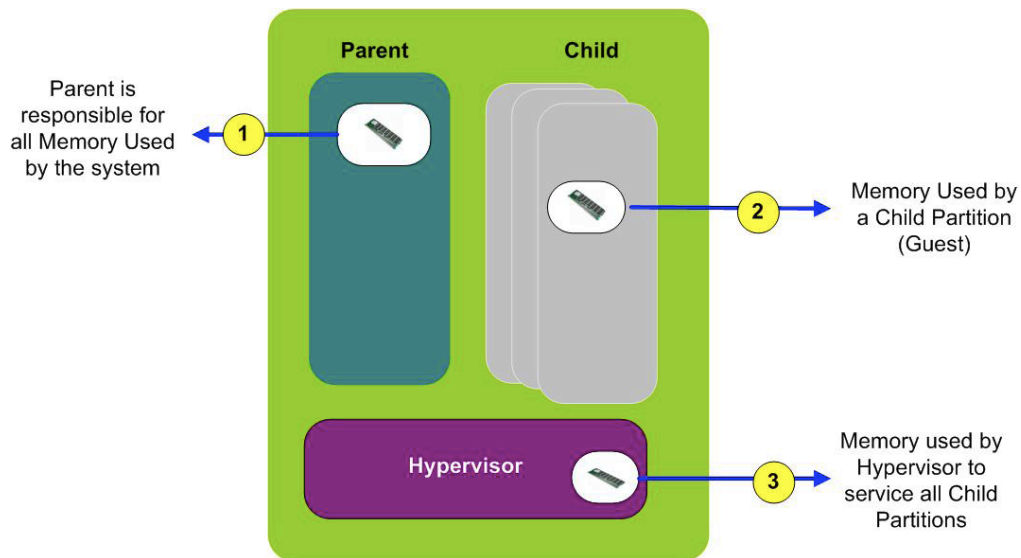 Parent
Child
Parent is
responsible for
all Memory Used
by the system
1
2
Memory Used by
a Child Partition
(Guest)
Hypervisor
3
Memory used by
Hypervisor to
service all Child
Partitions